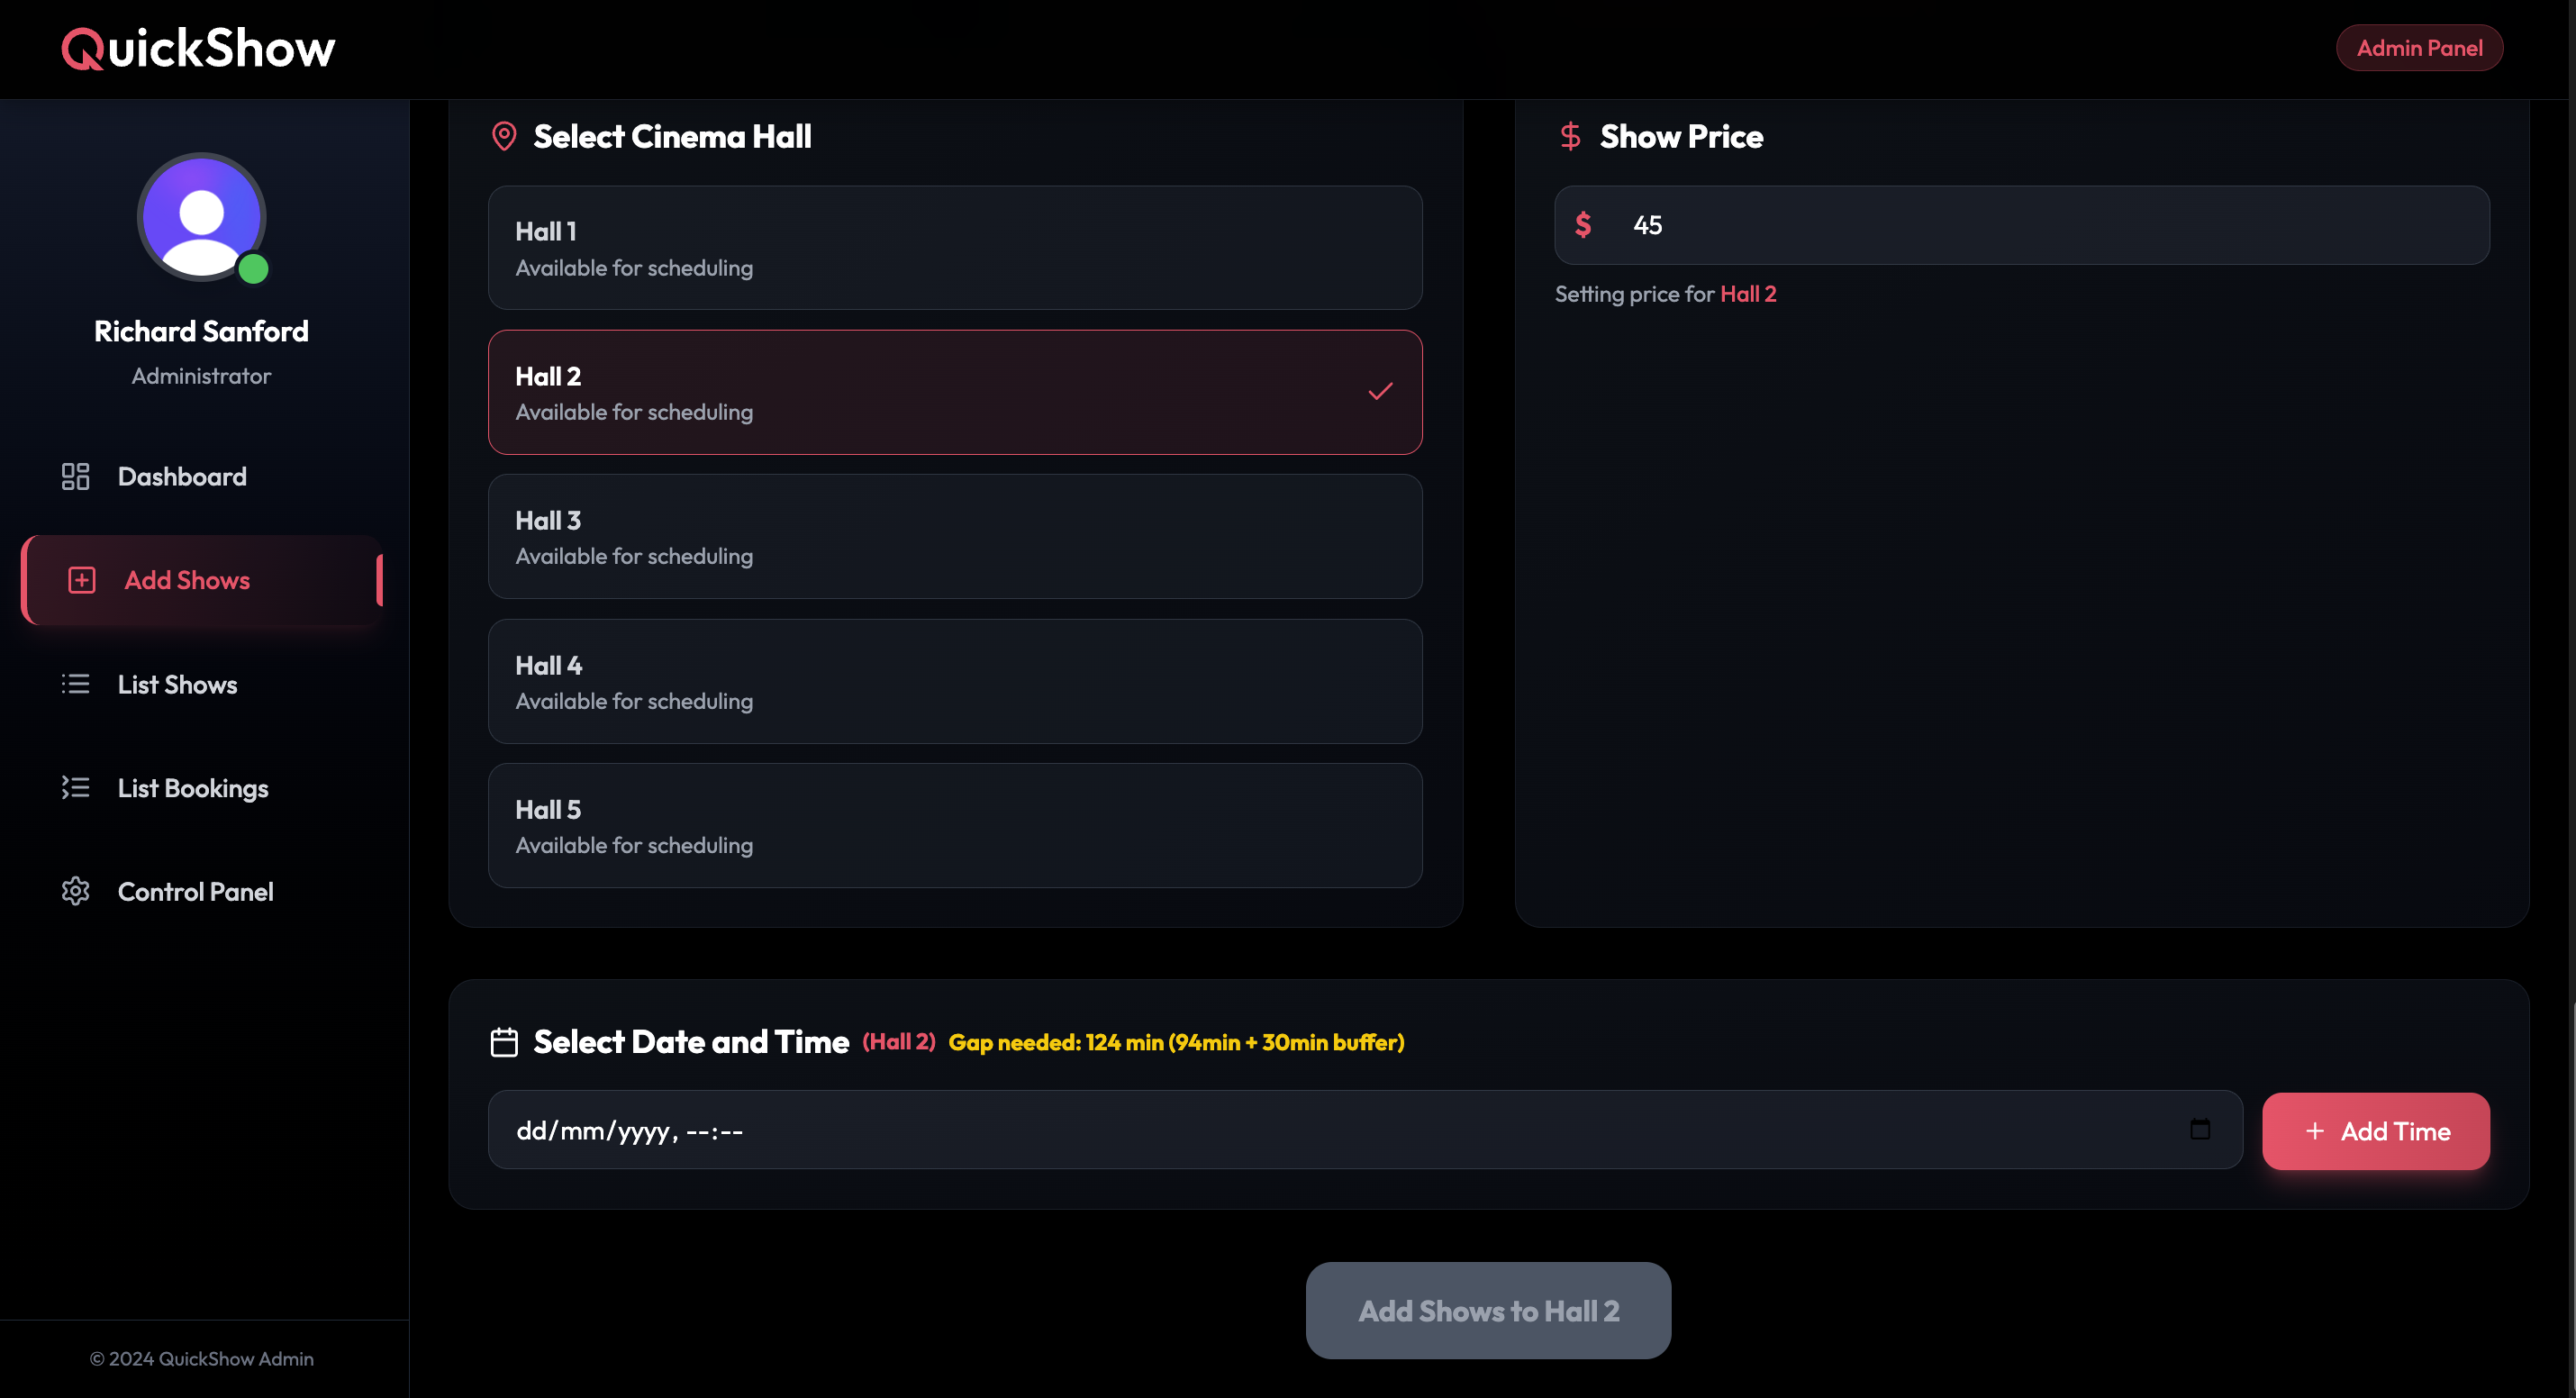 QuickShow
Admin Panel
Richard Sanford
Administrator
Dashboard
Add Shows
List Shows
List Bookings
Control Panel
© 2024 QuickShow Admin
Select Cinema Hall
Hall 1
Available for scheduling
Hall 2
Available for scheduling
Hall 3
Available for scheduling
Hall 4
Available for scheduling
Hall 5
Available for scheduling
$ Show Price
$ 45
Setting price for Hall 2
Select Date and Time (Hall 2) Gap needed: 124 min (94min + 30min buffer)
dd/mm/yyyy, --:--
+ Add Time
Add Shows to Hall 2